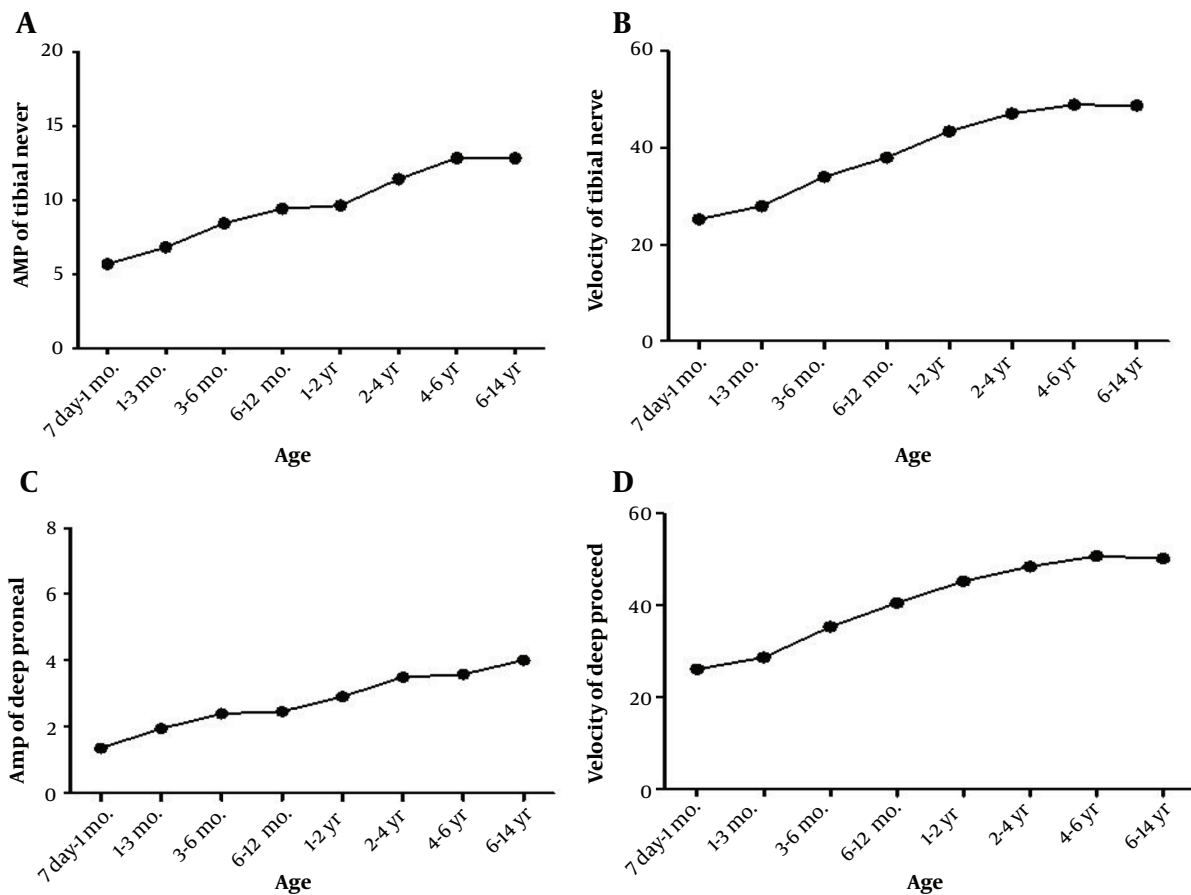 A
AMP of tibial never
20
15
10
5
0
7 day-1 mo.
1-3 mo.
3-6 mo.
6-12 mo.
1-2 yr
2-4 yr
4-6 yr
6-14 yr
Age
B
Velocity of tibial nerve
60
40
20
0
7 day-1 mo.
1-3 mo.
3-6 mo.
6-12 mo.
1-2 yr
2-4 yr
4-6 yr
6-14 yr
Age
C
Amp of deep proneal
8
6
4
2
0
7 day-1 mo.
1-3 mo.
3-6 mo.
6-12 mo.
1-2 yr
2-4 yr
4-6 yr
6-14 yr
Age
D
Velocity of deep proceed
60
40
20
0
7 day-1 mo.
1-3 mo.
3-6 mo.
6-12 mo.
1-2 yr
2-4 yr
4-6 yr
6-14 yr
Age